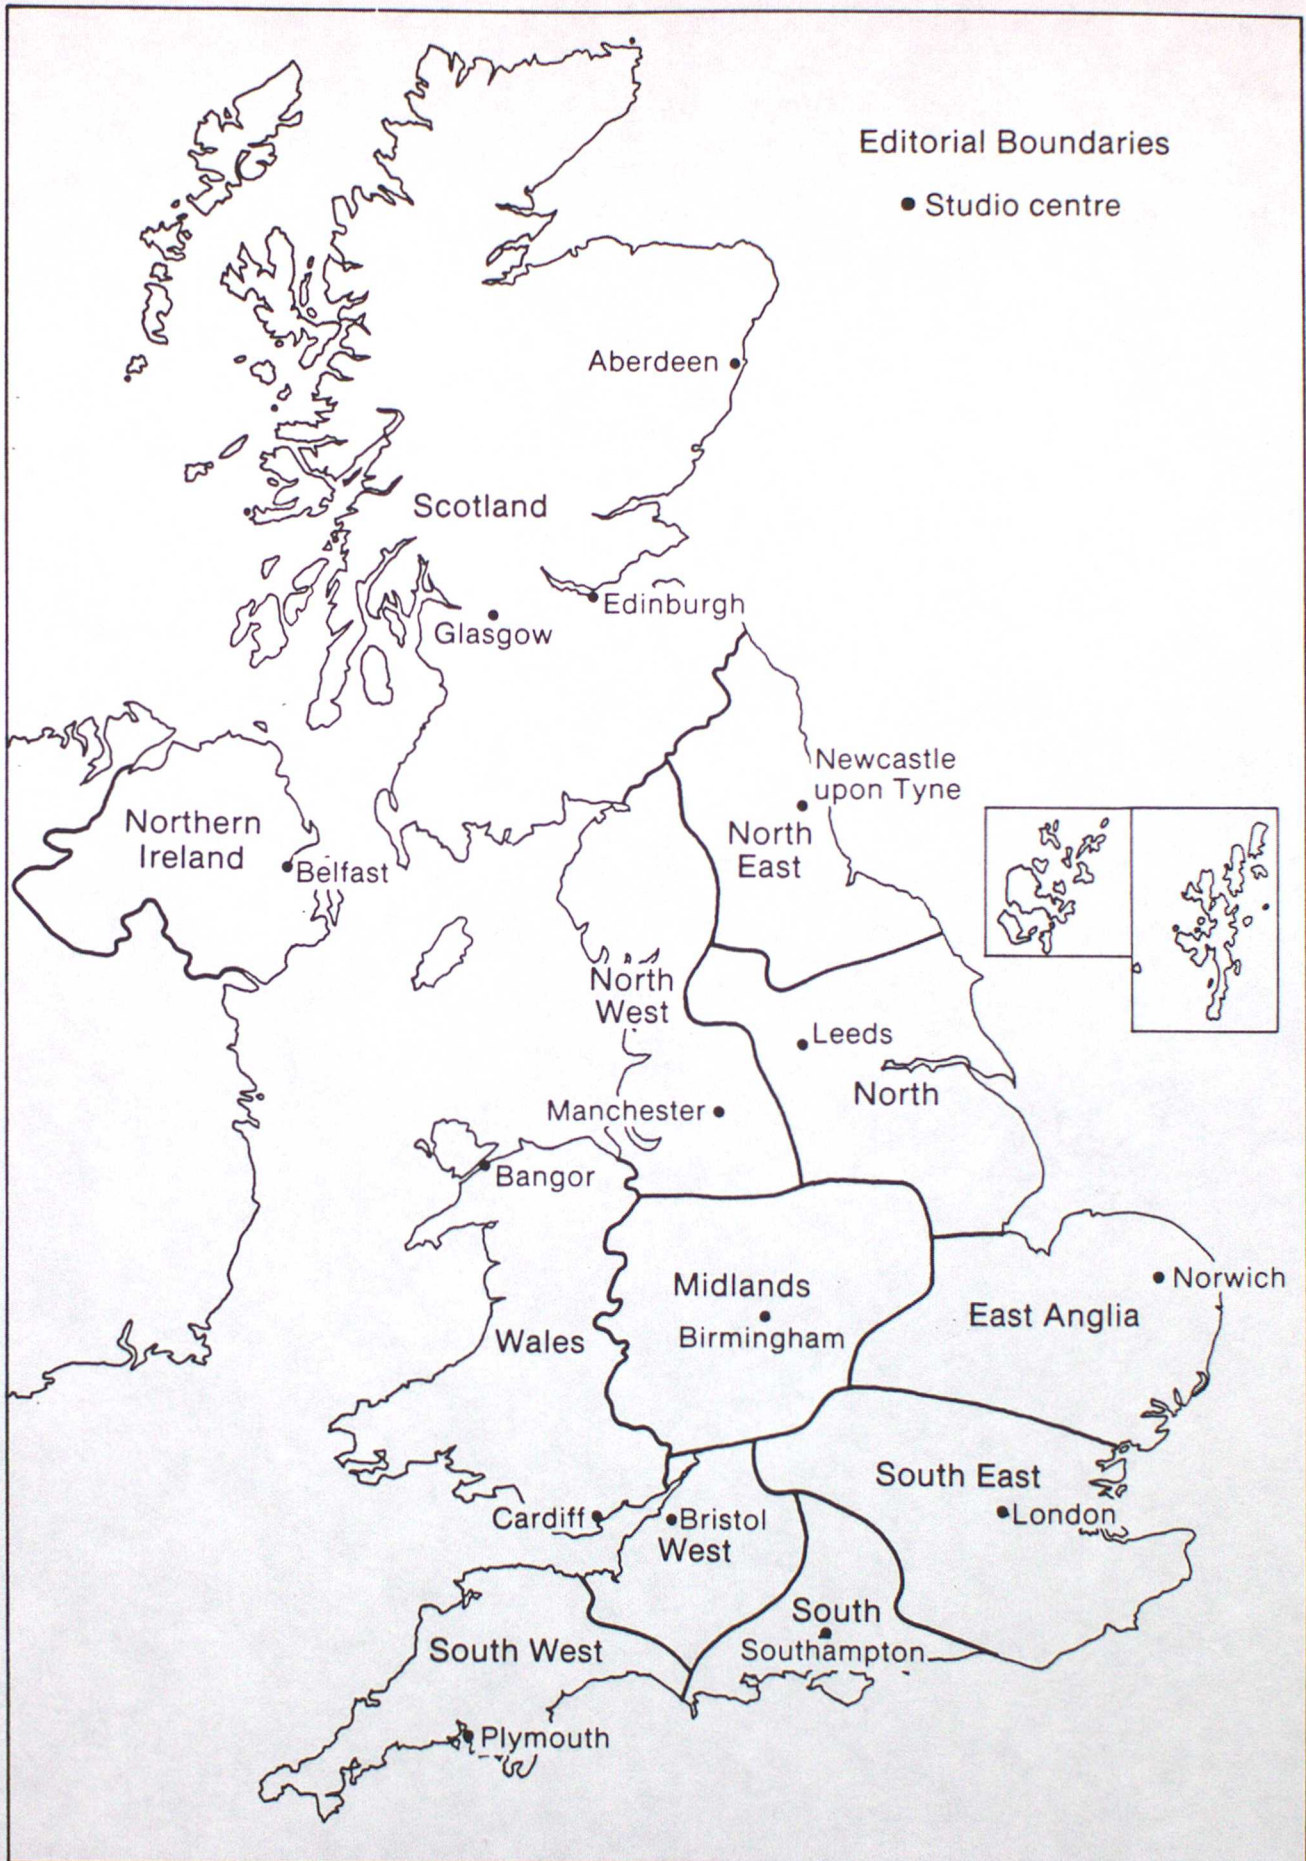 Editorial Boundaries
Studio centre
Aberdeen
Scotland
Edinburgh
Glasgow
Newcastle
upon Tyne
North
East
Northern
Ireland
Belfast
North
West
Leeds
North
Manchester
Bangor
Midlands
Birmingham
Norwich
East Anglia
Wales
South East
London
Cardiff
Bristol
West
South
Southampton
South West
Plymouth